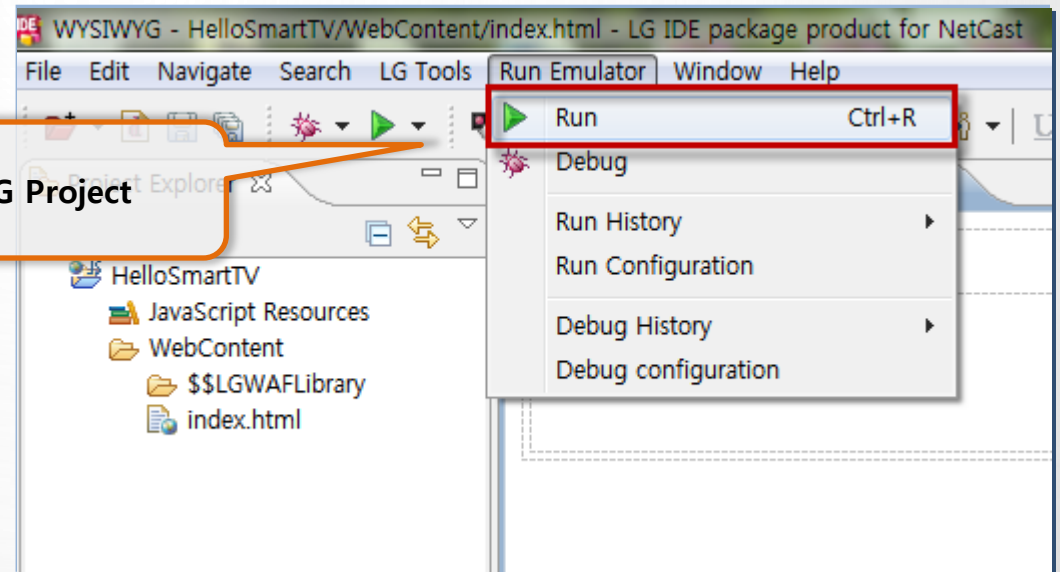 WYSIWYG - HelloSmartTV/WebContent/index.html - LG IDE package product for NetCast
File Edit Navigate Search LG Tools Run Emulator Window Help
Run Ctrl+R
Debug
G Project
Project Explorer
Run History
Run Configuration
HelloSmartTV
JavaScript Resources
Debug History
WebContent
Debug configuration
$$LGWAFLibrary
index.html